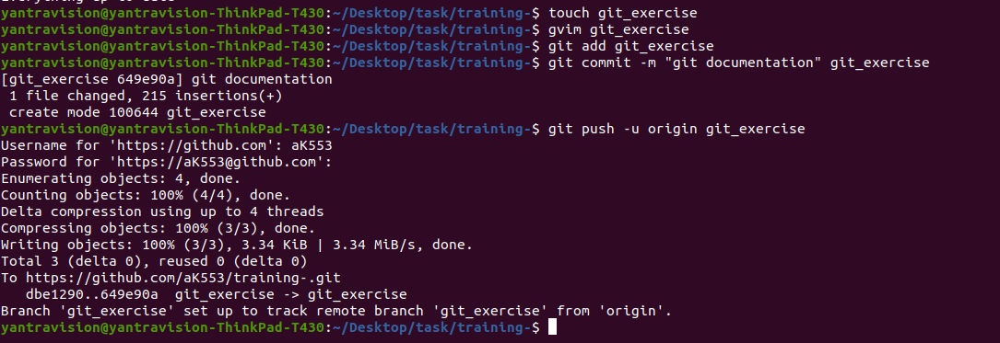 yantravision@yantravision-ThinkPad-T430:~/Desktop/task/training-$ touch git_exercise
yantravision@yantravision-ThinkPad-T430:~/Desktop/task/training-$ gvim git_exercise
yantravision@yantravision-ThinkPad-T430:~/Desktop/task/training-$ git add git_exercise
yantravision@yantravision-ThinkPad-T430:~/Desktop/task/training-$ git commit -m "git documentation" git_exercise
[git_exercise 649e90a] git documentation
 1 file changed, 215 insertions(+)
 create mode 100644 git_exercise
yantravision@yantravision-ThinkPad-T430:~/Desktop/task/training-$ git push -u origin git_exercise
Username for 'https://github.com': aK553
Password for 'https://aK553@github.com':
Enumerating objects: 4, done.
Counting objects: 100% (4/4), done.
Delta compression using up to 4 threads
Compressing objects: 100% (3/3), done.
Writing objects: 100% (3/3), 3.34 KiB | 3.34 MiB/s, done.
Total 3 (delta 0), reused 0 (delta 0)
To https://github.com/aK553/training-.git
   dbe1290..649e90a  git_exercise -> git_exercise
Branch 'git_exercise' set up to track remote branch 'git_exercise' from 'origin'.
yantravision@yantravision-ThinkPad-T430:~/Desktop/task/training-$